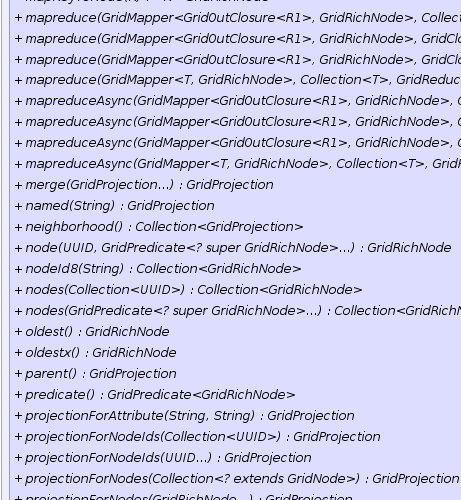 + mapreduce(GridMapper<GridOutClosure<R1>, GridRichNode>, Collect
+ mapreduce(GridMapper<GridOutClosure<R1>, GridRichNode>, GridClo
+ mapreduce(GridMapper<GridOutClosure<R1>, GridRichNode>, GridClo
+ mapreduce(GridMapper<T, GridRichNode>, Collection<T>, GridReduc
+ mapreduceAsync(GridMapper<GridOutClosure<R1>, GridRichNode>, C
+ mapreduceAsync(GridMapper<GridOutClosure<R1>, GridRichNode>, G
+ mapreduceAsync(GridMapper<GridOutClosure<R1>, GridRichNode>, G
+ mapreduceAsync(GridMapper<T, GridRichNode>, Collection<T>, GridR
+ merge(GridProjection...) : GridProjection
+ named(String) : GridProjection
+ neighborhood() : Collection<GridProjection>
+ node(UUID, GridPredicate<? super GridRichNode>...) : GridRichNode
+ nodeId8(String) : Collection<GridRichNode>
+ nodes(Collection<UUID>) : Collection<GridRichNode>
+ nodes(GridPredicate<? super GridRichNode>...) : Collection<GridRichN
+ oldest() : GridRichNode
+ oldestx() : GridRichNode
+ parent() : GridProjection
+ predicate() : GridPredicate<GridRichNode>
+ projectionForAttribute(String, String) : GridProjection
+ projectionForNodeIds(Collection<UUID>) : GridProjection
+ projectionForNodeIds(UUID...) : GridProjection
+ projectionForNodes(Collection<? extends GridNode>) : GridProjection
+ projectionForNodes(GridRichNode...) : GridProjection